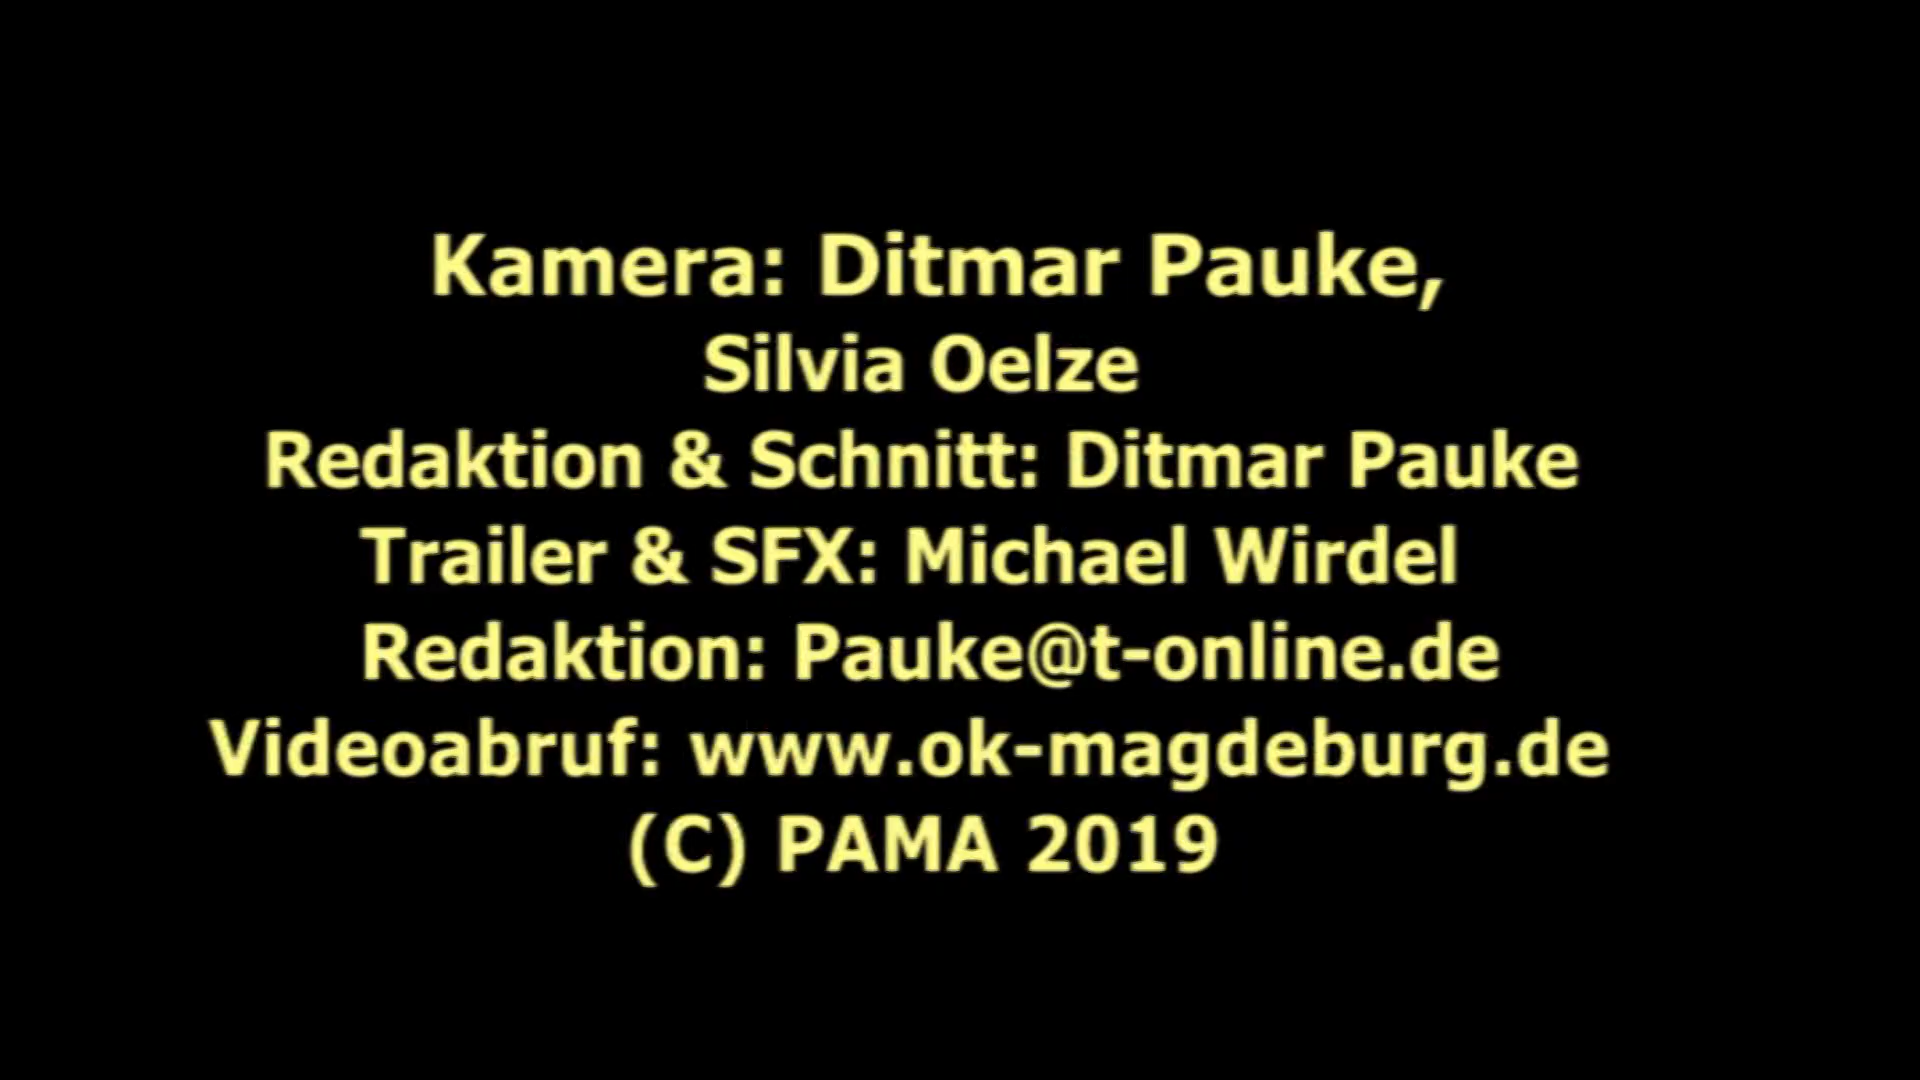 Kamera: Ditmar Pauke,
Silvia Oelze
Redaktion & Schnitt: Ditmar Pauke
Trailer & SFX: Michael Wirdel
Redaktion: Pauke@t-online.de
Videoabruf: www.ok-magdeburg.de
(C) PAMA 2019